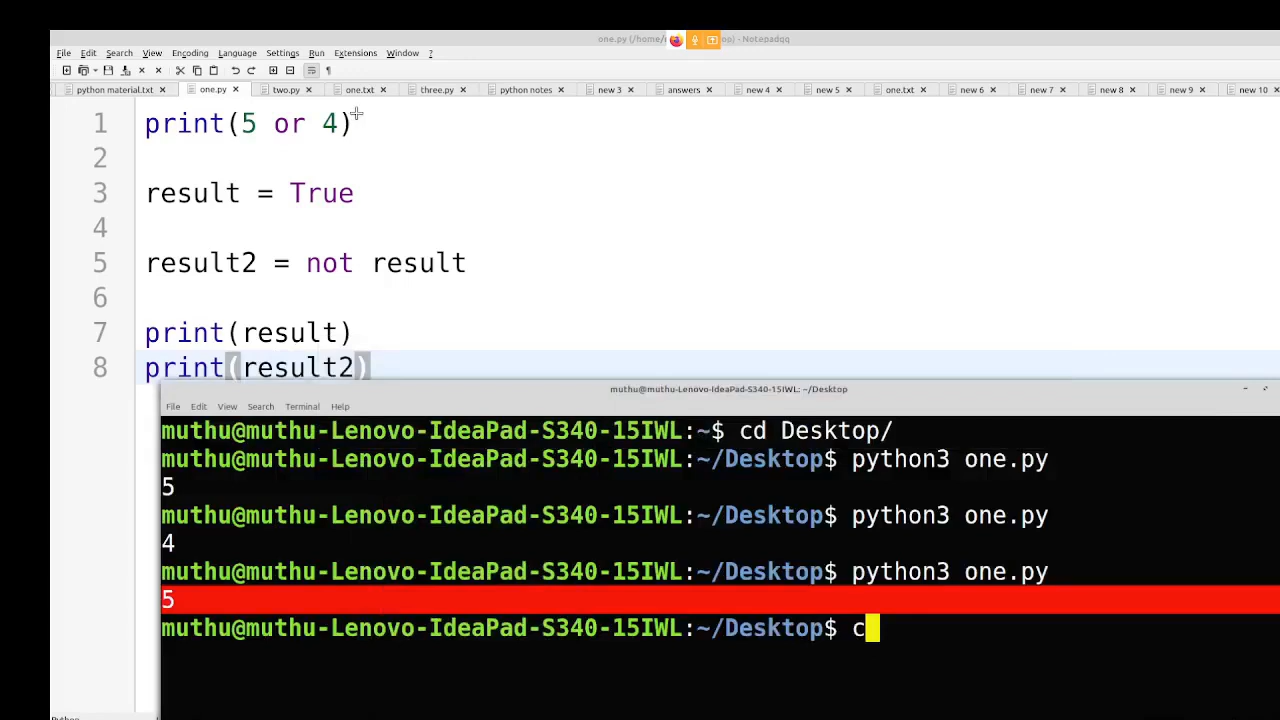 one.py (/home/
op) - Notepadqq
File Edit Search View Encoding Language Settings Run Extensions Window ?
python material.txt one.py two.py one.txt three.py python notes new 3 answers new 4 new 5 one.txt new 6 new 7 new 8 new 9 new 10
1 print(5 or 4)
2
3 result = True
4
5 result2 = not result
6
7 print(result)
8 print(result2)
muthu@muthu-Lenovo-IdeaPad-S340-15IWL: ~/Desktop
File Edit View Search Terminal Help
muthu@muthu-Lenovo-IdeaPad-S340-15IWL:~$ cd Desktop/
muthu@muthu-Lenovo-IdeaPad-S340-15IWL:~/Desktop$ python3 one.py
5
muthu@muthu-Lenovo-IdeaPad-S340-15IWL:~/Desktop$ python3 one.py
4
muthu@muthu-Lenovo-IdeaPad-S340-15IWL:~/Desktop$ python3 one.py
5
muthu@muthu-Lenovo-IdeaPad-S340-15IWL:~/Desktop$ c
Python